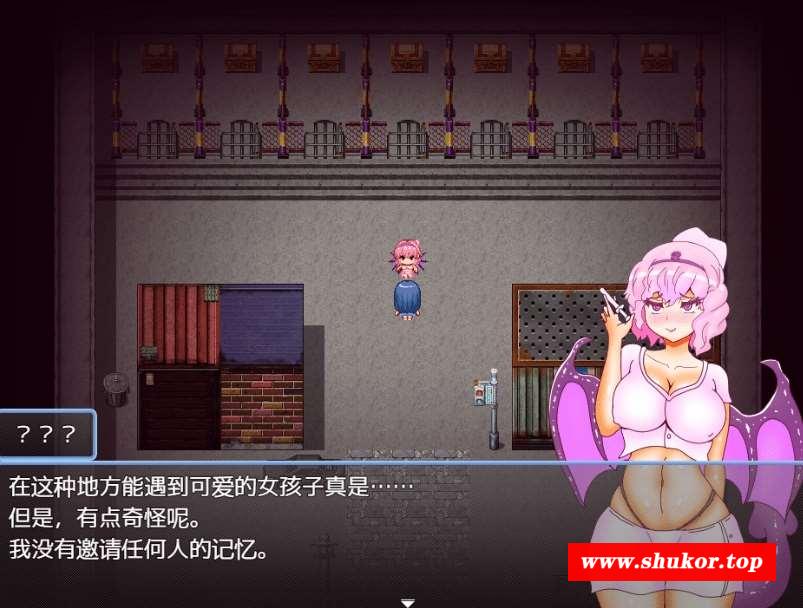 ？？？
在这种地方能遇到可爱的女孩子真是……
但是，有点奇怪呢。
我没有邀请任何人的记忆。
www.shukor.top